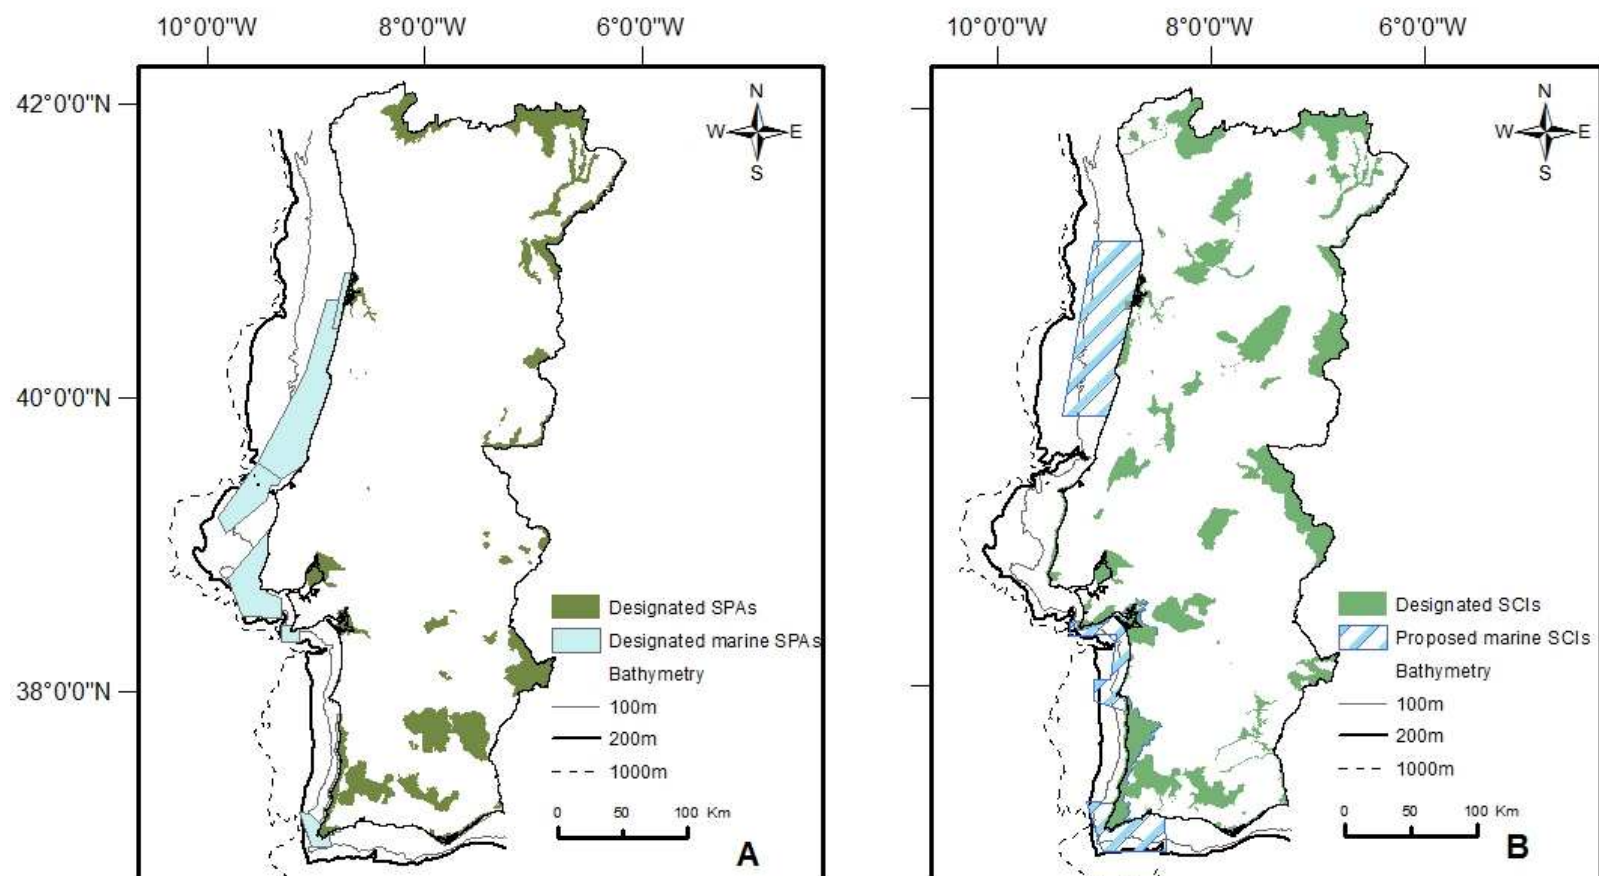 10°0'0"W 8°0'0"W 6°0'0"W
10°0'0"W 8°0'0"W 6°0'0"W
42°0'0"N
40°0'0"N
38°0'0"N
N
W E
S
Designated SPAs
Designated marine SPAs
Bathymetry
100m
200m
1000m
0 50 100 Km
A
N
W E
S
Designated SCIs
Proposed marine SCIs
Bathymetry
100m
200m
1000m
0 50 100 Km
B